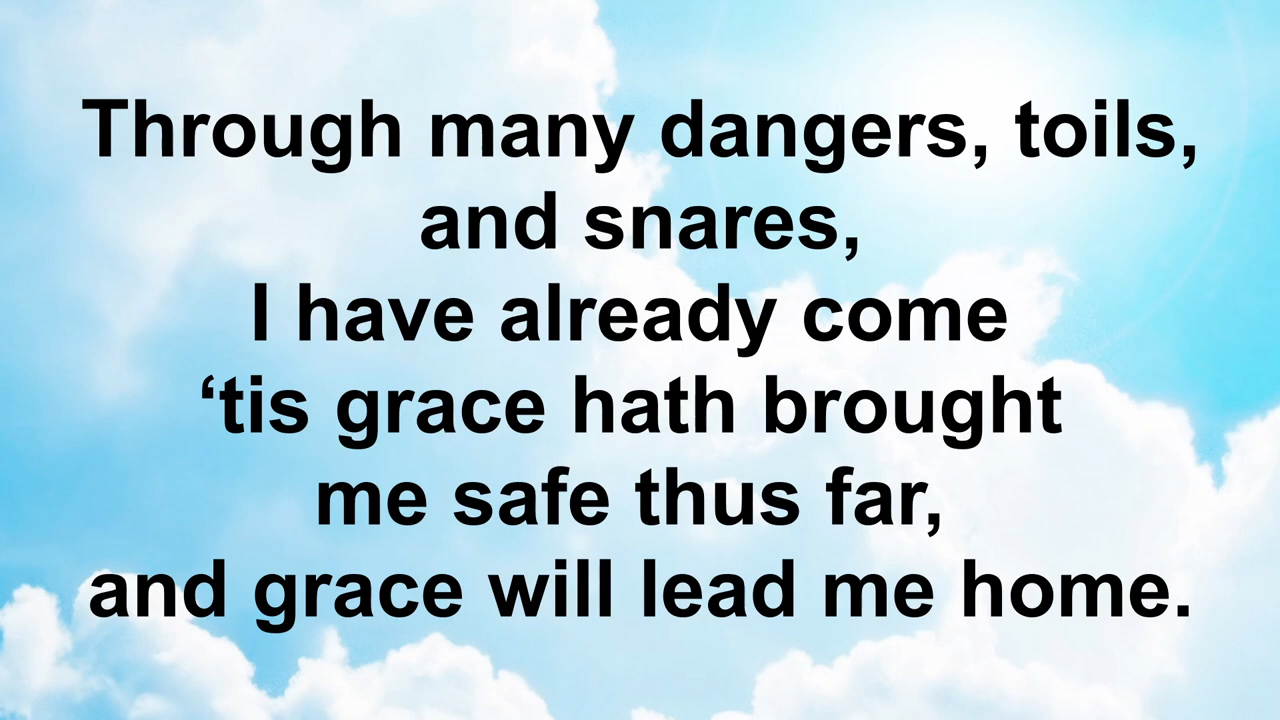 Through many dangers, toils,
and snares,
I have already come
‘tis grace hath brought
me safe thus far,
and grace will lead me home.